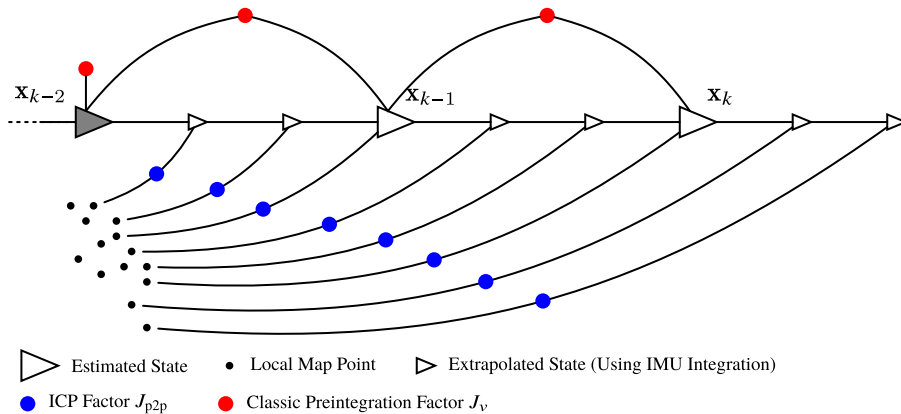 x_{k-2} x_{k-1} x_k
Estimated State Local Map Point Extrapolated State (Using IMU Integration)
ICP Factor J_{p2p} Classic Preintegration Factor J_v